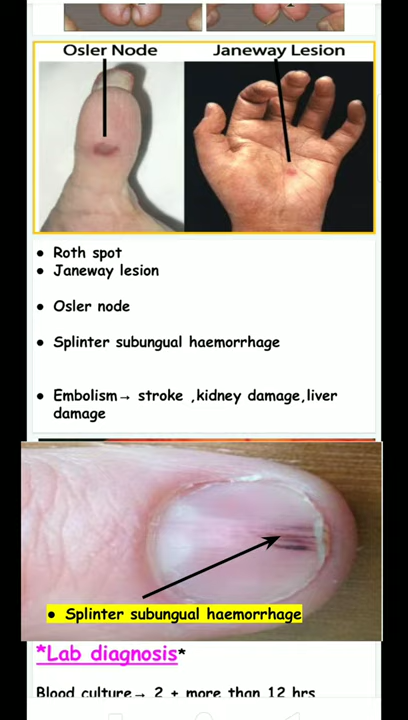 Osler Node Janeway Lesion
● Roth spot
● Janeway lesion
● Osler node
● Splinter subungual haemorrhage
● Embolism→ stroke ,kidney damage,liver
damage
● Splinter subungual haemorrhage
*Lab diagnosis*
Blood culture→ 2 + more than 12 hrs